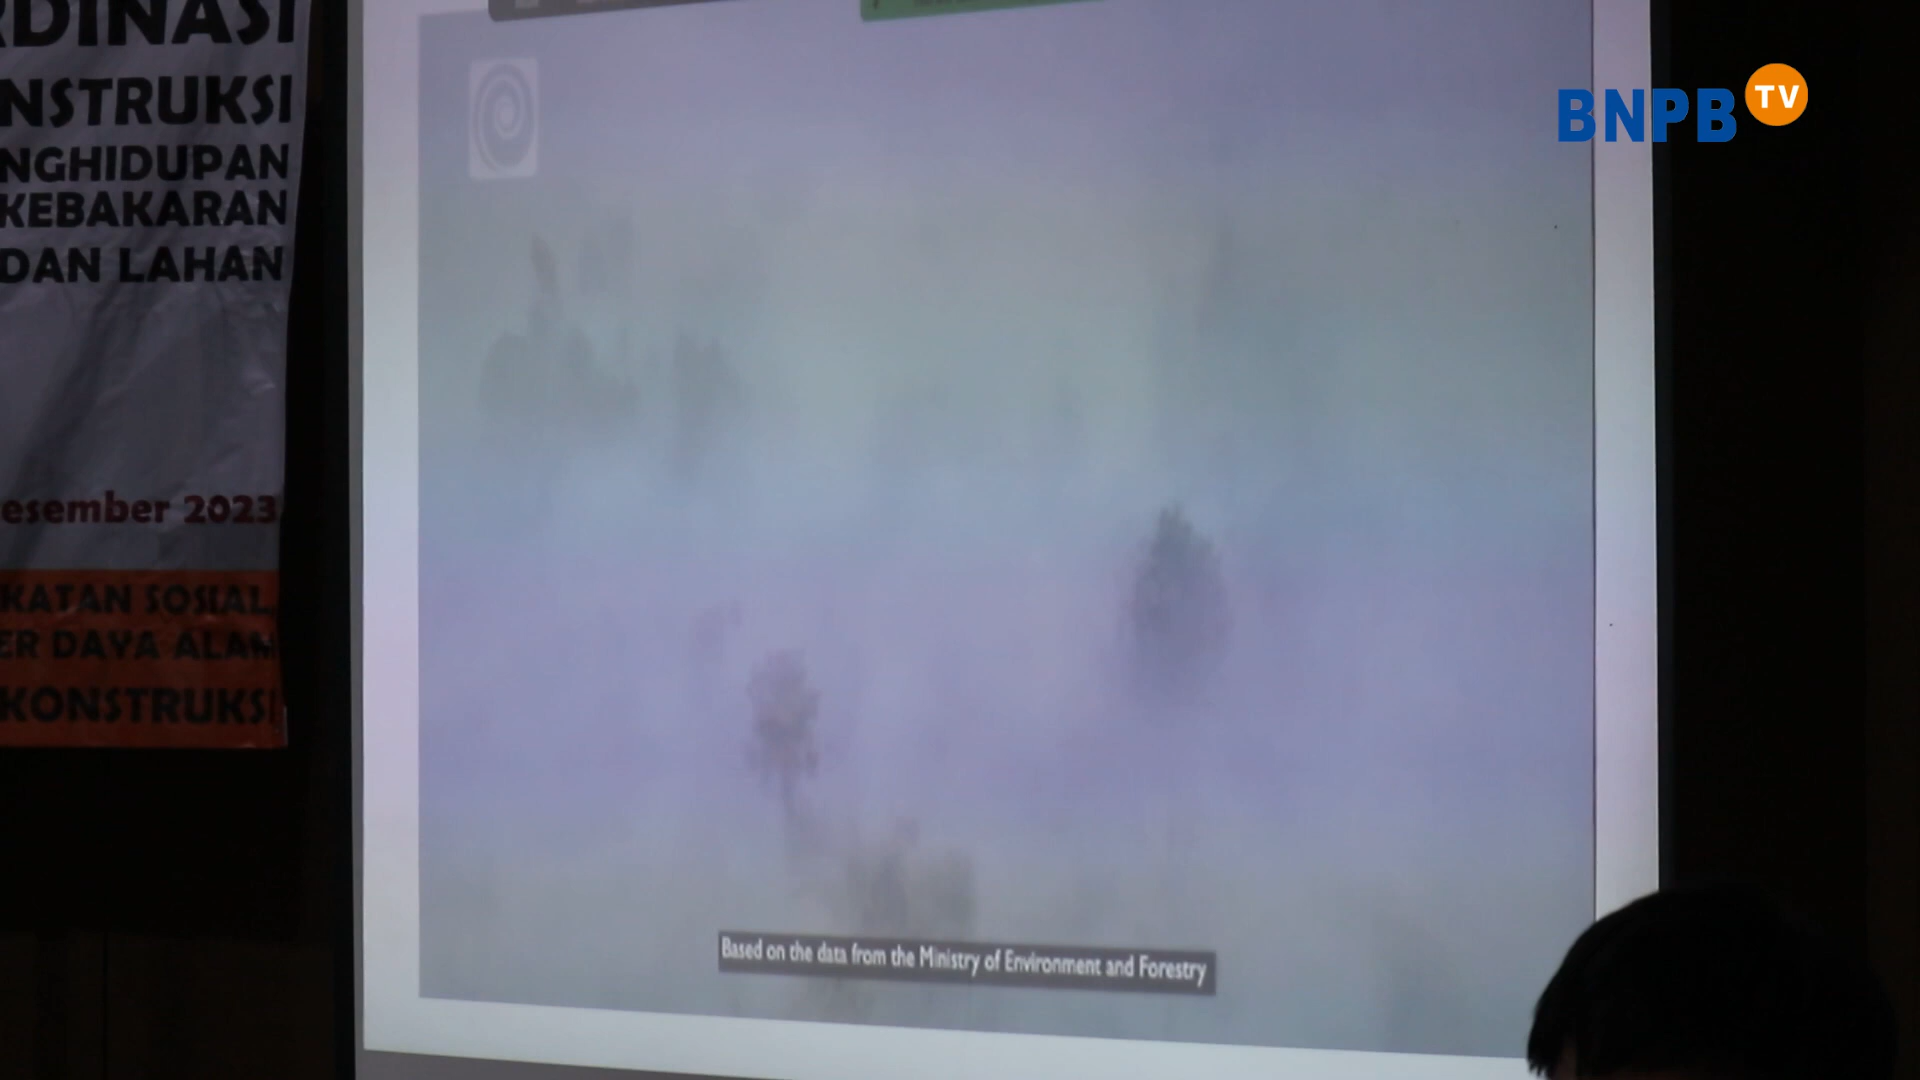 RDINASI
NSTRUKSI
NGHIDUPAN
KEBAKARAN
DAN LAHAN
esember 2023
KATAN SOSIAL,
ER DAYA ALAM
KONSTRUKSI
BNPB TV
Based on the data from the Ministry of Environment and Forestry